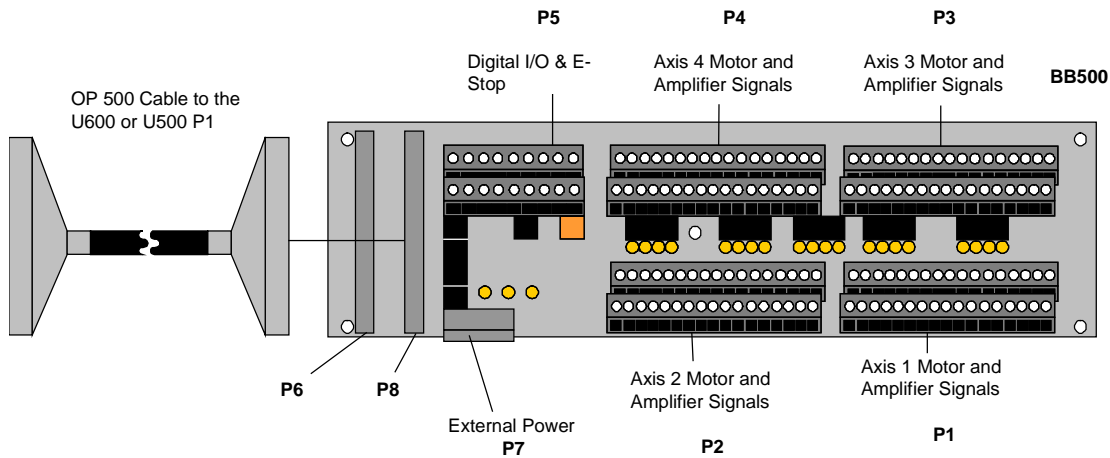 P5
P4
P3
Digital I/O & E-
Stop
Axis 4 Motor and
Amplifier Signals
Axis 3 Motor and
Amplifier Signals
BB500
OP 500 Cable to the
U600 or U500 P1
P6
P8
External Power
P7
Axis 2 Motor and
Amplifier Signals
P2
Axis 1 Motor and
Amplifier Signals
P1